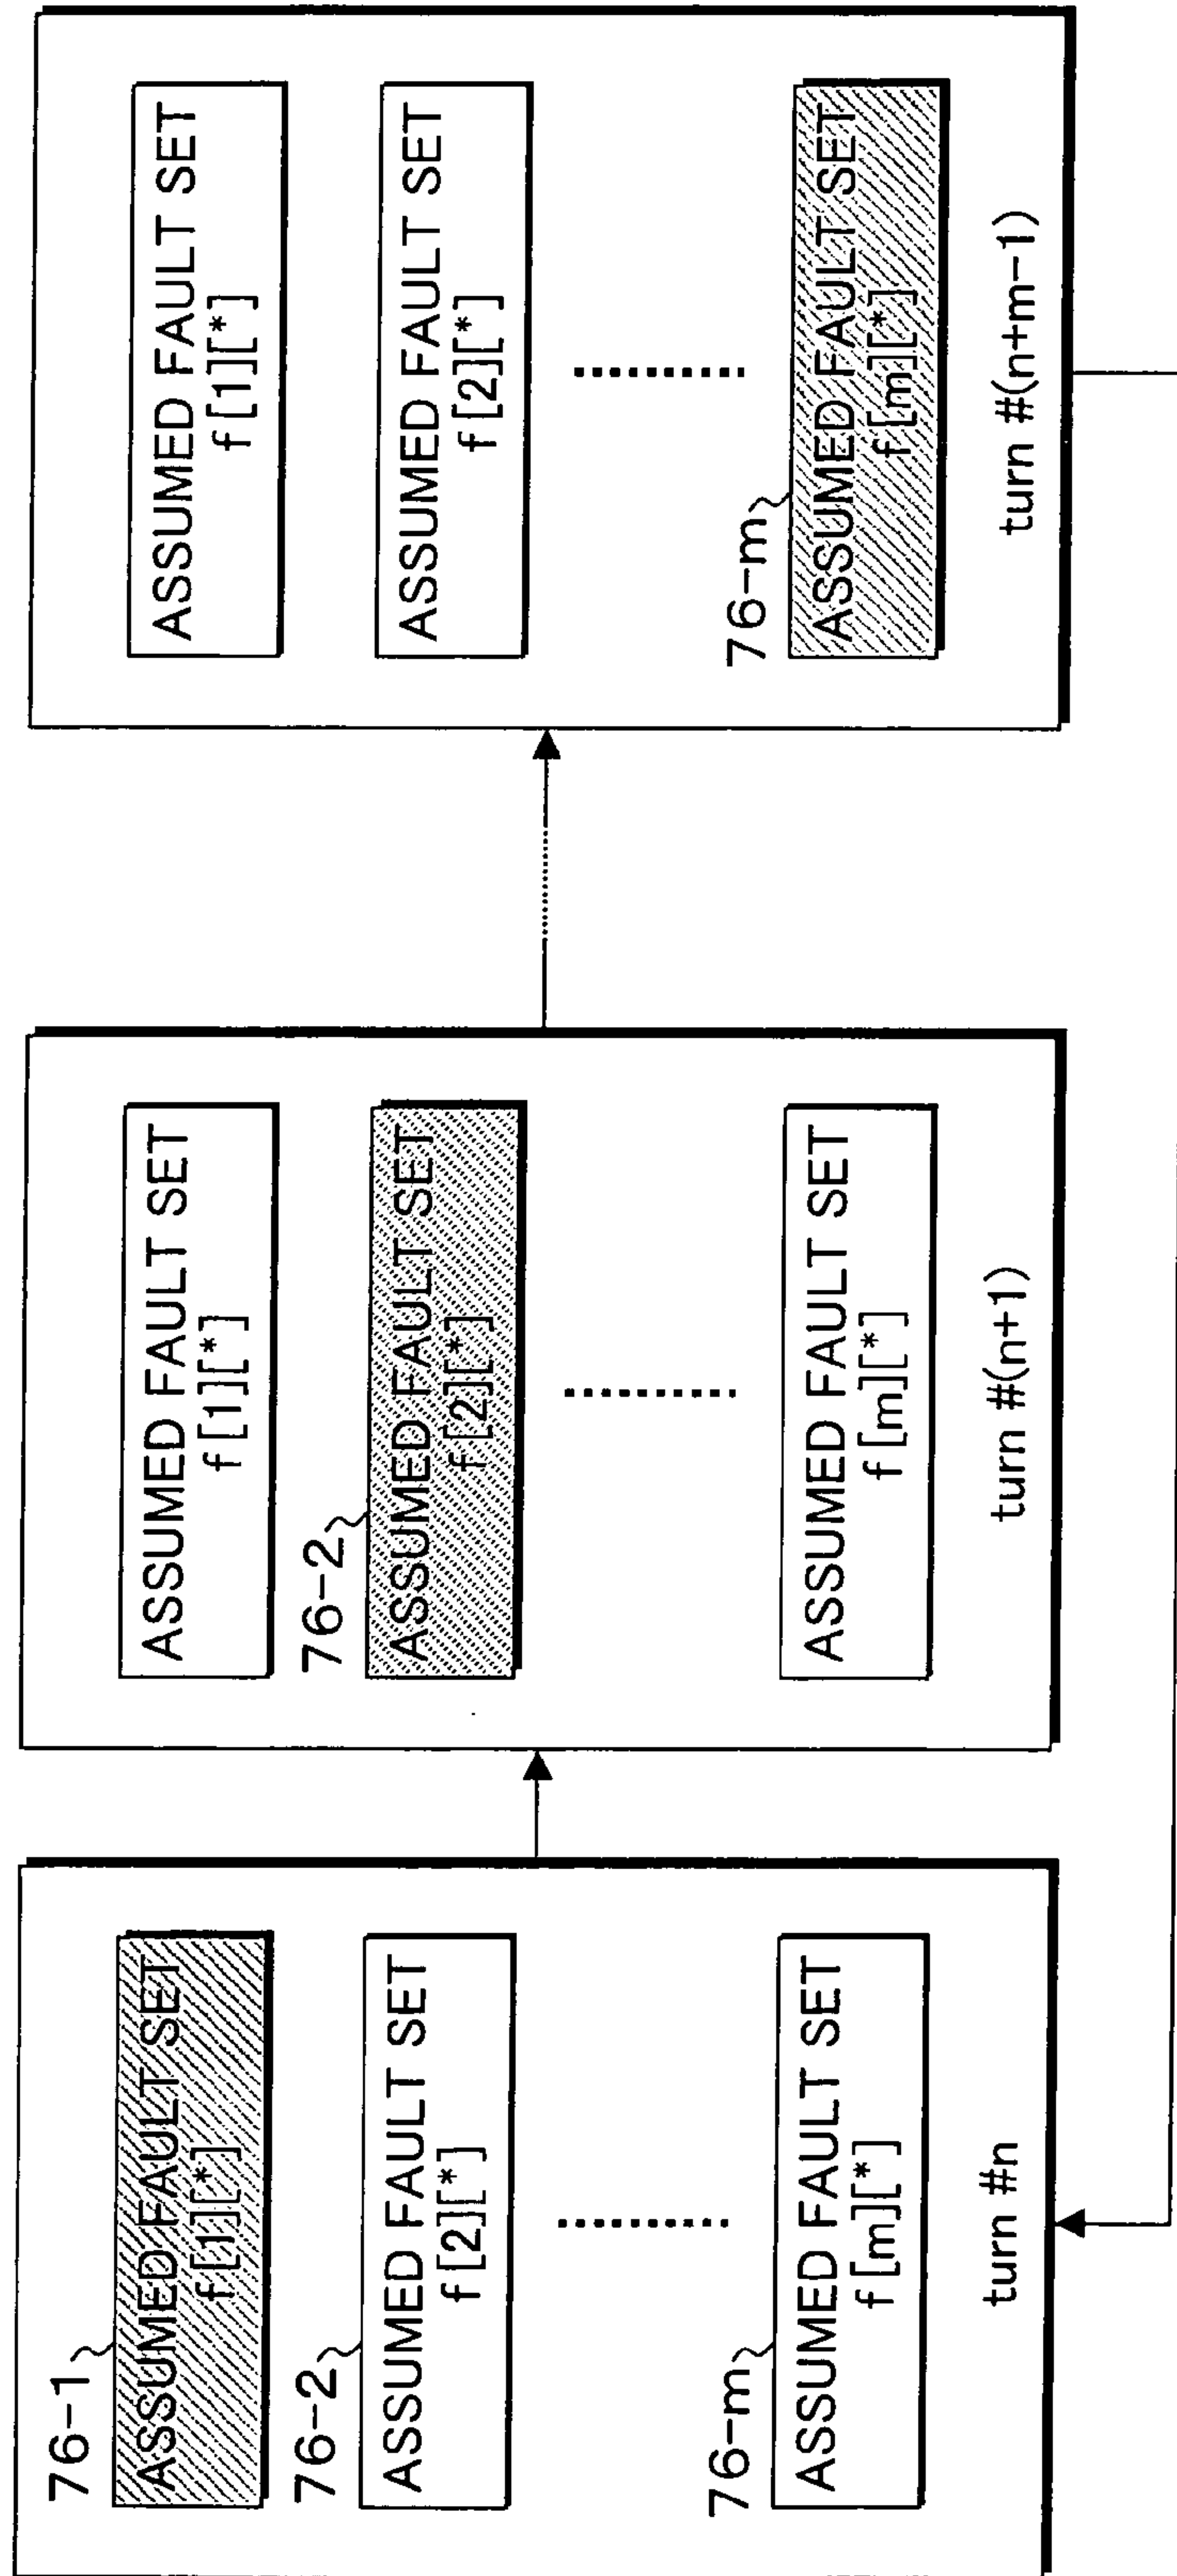 76-1
ASSUMED FAULT SET
f[1][*]
76-2
ASSUMED FAULT SET
f[2][*]
76-m
ASSUMED FAULT SET
f[m][*]
turn #n
ASSUMED FAULT SET
f[1][*]
76-2
ASSUMED FAULT SET
f[2][*]
ASSUMED FAULT SET
f[m][*]
turn #(n+1)
ASSUMED FAULT SET
f[1][*]
ASSUMED FAULT SET
f[2][*]
76-m
ASSUMED FAULT SET
f[m][*]
turn #(n+m-1)